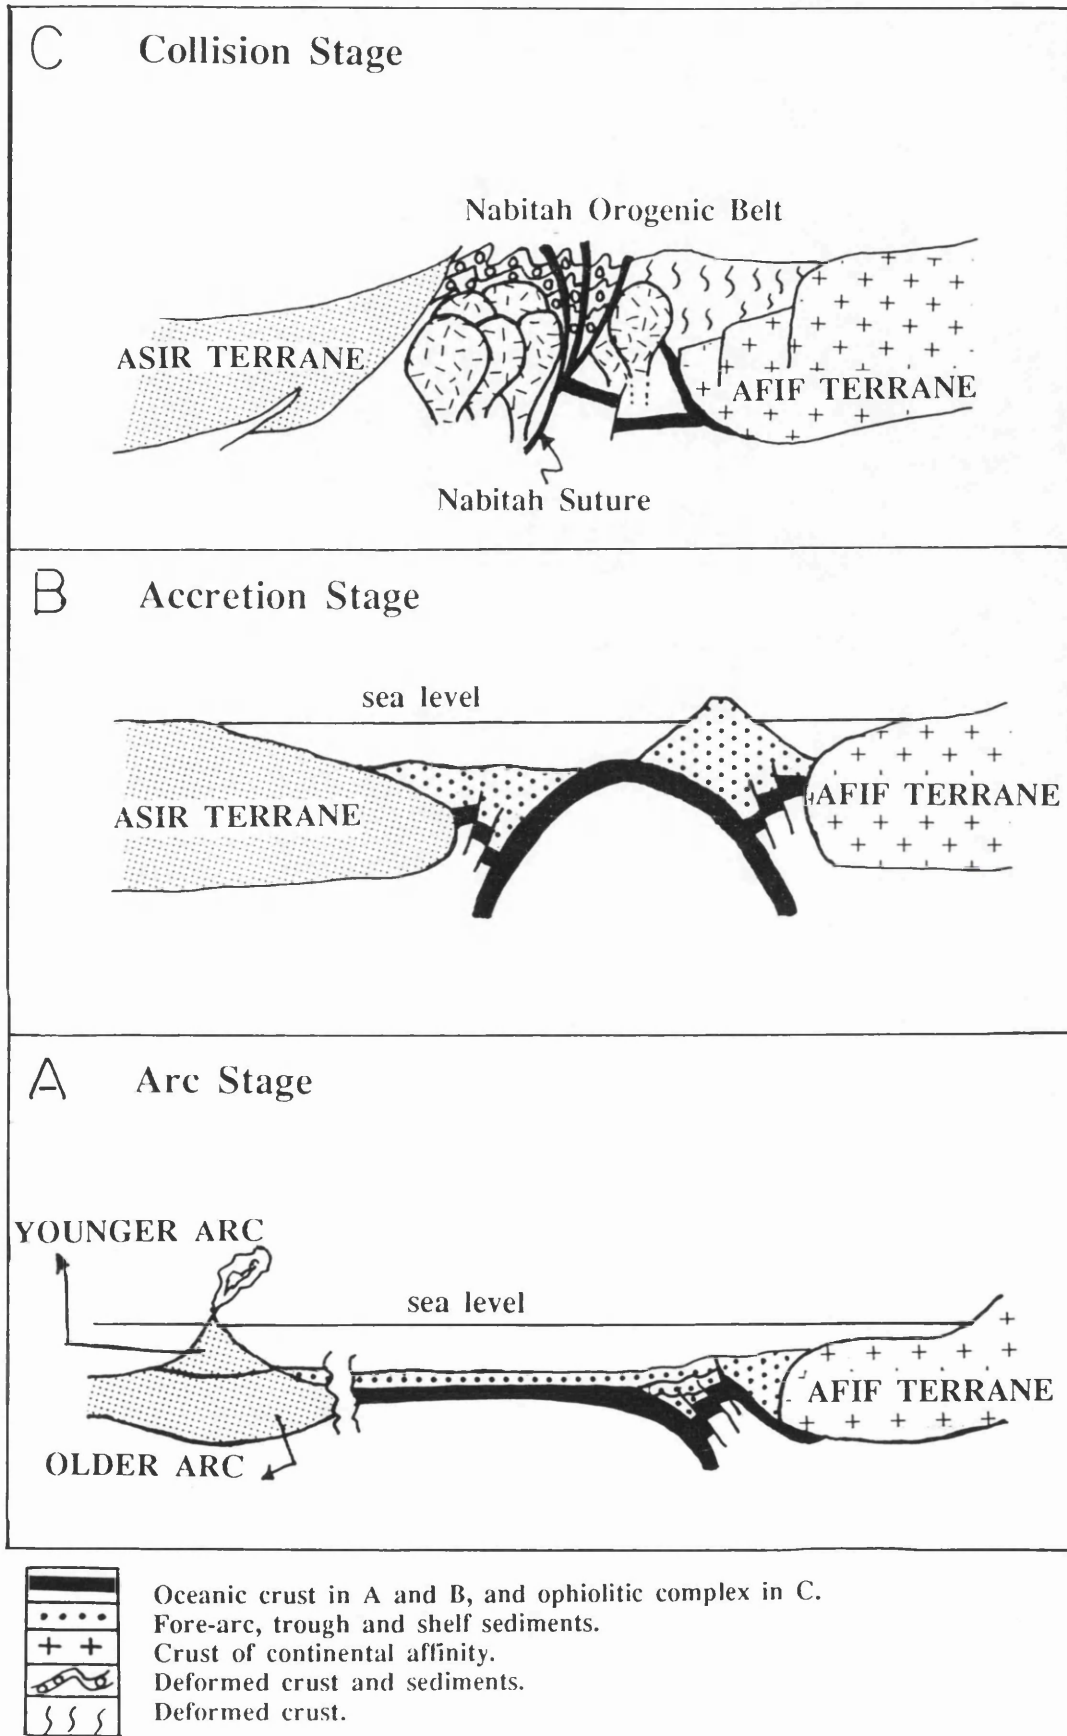 C Collision Stage
Nabitah Orogenic Belt
ASIR TERRANE
AFIF TERRANE
Nabitah Suture
B Accretion Stage
sea level
ASIR TERRANE
AFIF TERRANE
A Arc Stage
YOUNGER ARC
sea level
AFIF TERRANE
OLDER ARC
Oceanic crust in A and B, and ophiolitic complex in C.
Fore-arc, trough and shelf sediments.
Crust of continental affinity.
Deformed crust and sediments.
Deformed crust.